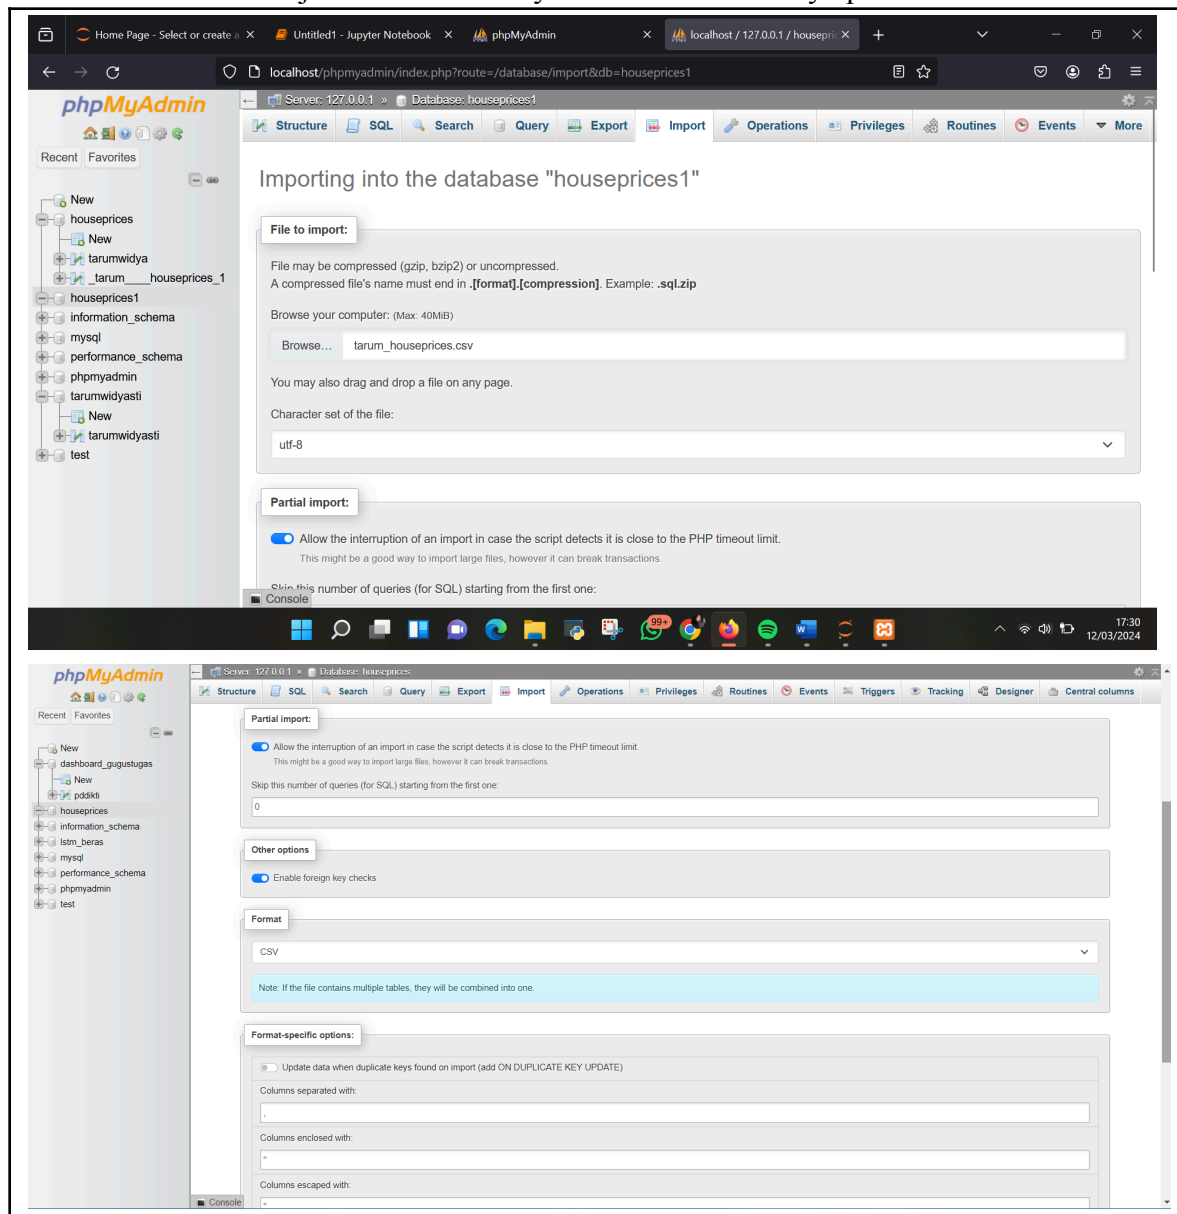 Home Page - Select or create a
Untitled1 - Jupyter Notebook
phpMyAdmin
localhost / 127.0.0.1 / housepric
localhost/phpmyadmin/index.php?route=/database/import&db=houseprices1
phpMyAdmin
Recent Favorites
New
houseprices
New
tarumwidya
_tarum____houseprices_1
houseprices1
information_schema
mysql
performance_schema
phpmyadmin
tarumwidyasti
New
tarumwidyasti
test
Server: 127.0.0.1 » Database: houseprices1
Structure SQL Search Query Export Import Operations Privileges Routines Events More
Importing into the database "houseprices1"
File to import:
File may be compressed (gzip, bzip2) or uncompressed.
A compressed file's name must end in .[format].[compression]. Example: .sql.zip
Browse your computer: (Max: 40MiB)
Browse... tarum_houseprices.csv
You may also drag and drop a file on any page.
Character set of the file:
utf-8
Partial import:
Allow the interruption of an import in case the script detects it is close to the PHP timeout limit.
This might be a good way to import large files, however it can break transactions.
Skip this number of queries (for SQL) starting from the first one:
Console
99+
17:30
12/03/2024
phpMyAdmin
Recent Favorites
New
dashboard_gugustugas
New
pddikti
houseprices
information_schema
lstm_beras
mysql
performance_schema
phpmyadmin
test
Server: 127.0.0.1 » Database: houseprices
Structure SQL Search Query Export Import Operations Privileges Routines Events Triggers Tracking Designer Central columns
Partial import:
Allow the interruption of an import in case the script detects it is close to the PHP timeout limit.
This might be a good way to import large files, however it can break transactions.
Skip this number of queries (for SQL) starting from the first one:
0
Other options
Enable foreign key checks
Format
CSV
Note: If the file contains multiple tables, they will be combined into one.
Format-specific options:
Update data when duplicate keys found on import (add ON DUPLICATE KEY UPDATE)
Columns separated with:
,
Columns enclosed with:
"
Columns escaped with:
"
Console